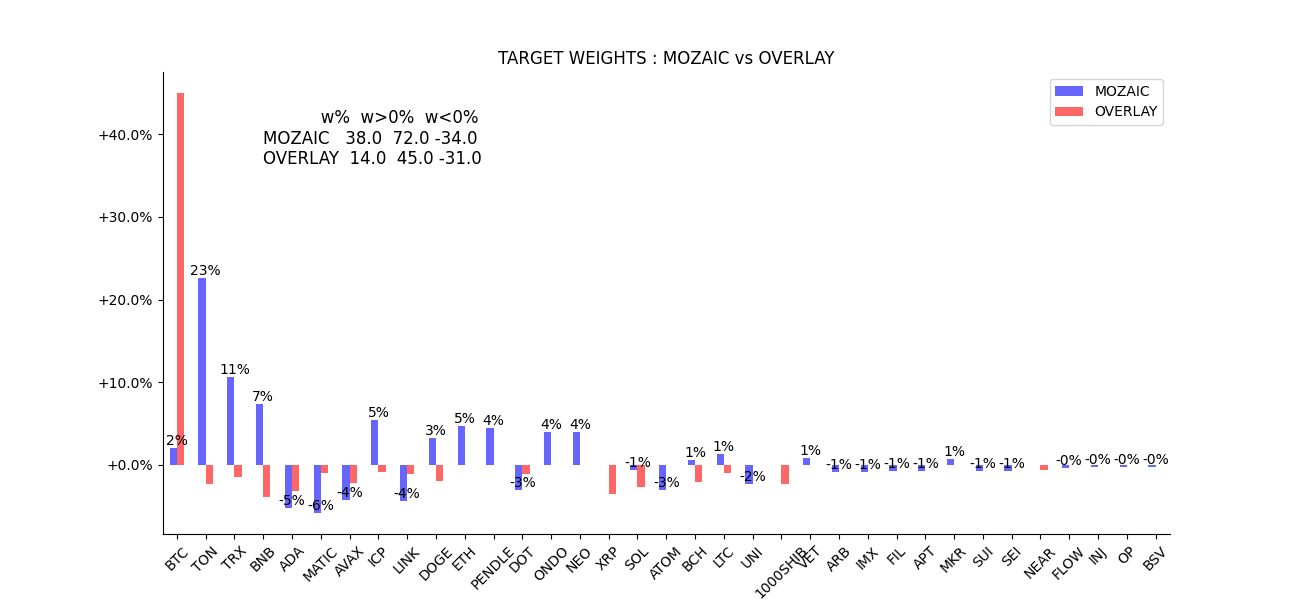 TARGET WEIGHTS : MOZAIC vs OVERLAY
MOZAIC
OVERLAY
w% w>0% w<0%
MOZAIC 38.0 72.0 -34.0
OVERLAY 14.0 45.0 -31.0
+40.0%
+30.0%
+20.0%
+10.0%
+0.0%
2%
23%
11%
7%
-5%
-6%
-4%
5%
-4%
3%
5%
4%
-3%
4%
4%
-1%
-3%
1%
1%
-2%
1%
-1%
-1%
-1%
-1%
1%
-1%
-1%
-0%
-0%
-0%
-0%
BTC
TON
TRX
BNB
ADA
MATIC
AVAX
ICP
LINK
DOGE
ETH
PENDLE
DOT
ONDO
NEO
XRP
SOL
ATOM
BCH
LTC
UNI
1000SHIB
VET
ARB
IMX
FIL
APT
MKR
SUI
SEI
NEAR
FLOW
INJ
OP
BSV